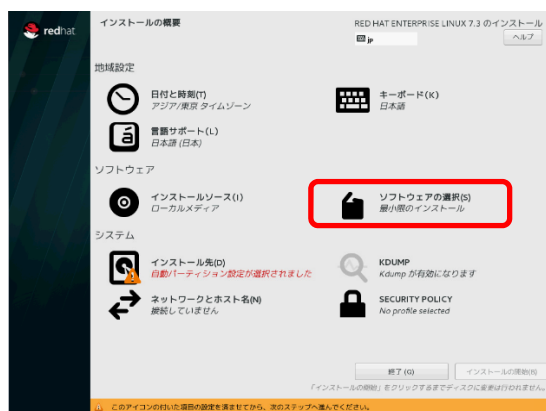 redhat
インストールの概要
RED HAT ENTERPRISE LINUX 7.3 のインストール
jp
ヘルプ
地域設定
日付と時刻(T)
アジア/東京 タイムゾーン
キーボード(K)
日本語
言語サポート(L)
日本語 (日本)
ソフトウェア
インストールソース(I)
ローカルメディア
ソフトウェアの選択(S)
最小限のインストール
システム
インストール先(D)
自動パーティション設定が選択されました
KDUMP
Kdump が有効になります
ネットワークとホスト名(N)
接続していません
SECURITY POLICY
No profile selected
終了 (Q)
インストールの開始(B)
「インストールの開始」をクリックするまでディスクに変更は行われません。
このアイコンの付いた項目の設定を済ませてから、次のステップへ進んでください。